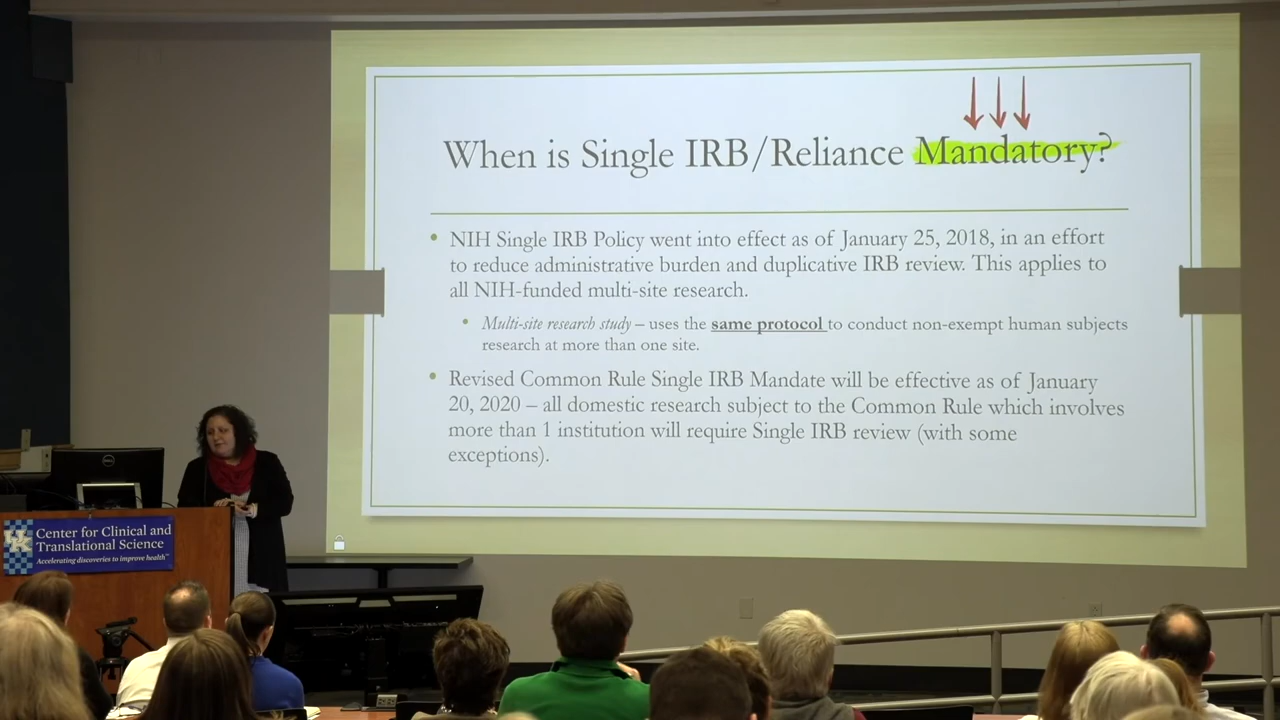 When is Single IRB/Reliance Mandatory?
• NIH Single IRB Policy went into effect as of January 25, 2018, in an effort
to reduce administrative burden and duplicative IRB review. This applies to
all NIH-funded multi-site research.
• Multi-site research study – uses the same protocol to conduct non-exempt human subjects
research at more than one site.
• Revised Common Rule Single IRB Mandate will be effective as of January
20, 2020 – all domestic research subject to the Common Rule which involves
more than 1 institution will require Single IRB review (with some
exceptions).
DELL
UK
Center for Clinical and
Translational Science
Accelerating discoveries to improve health™